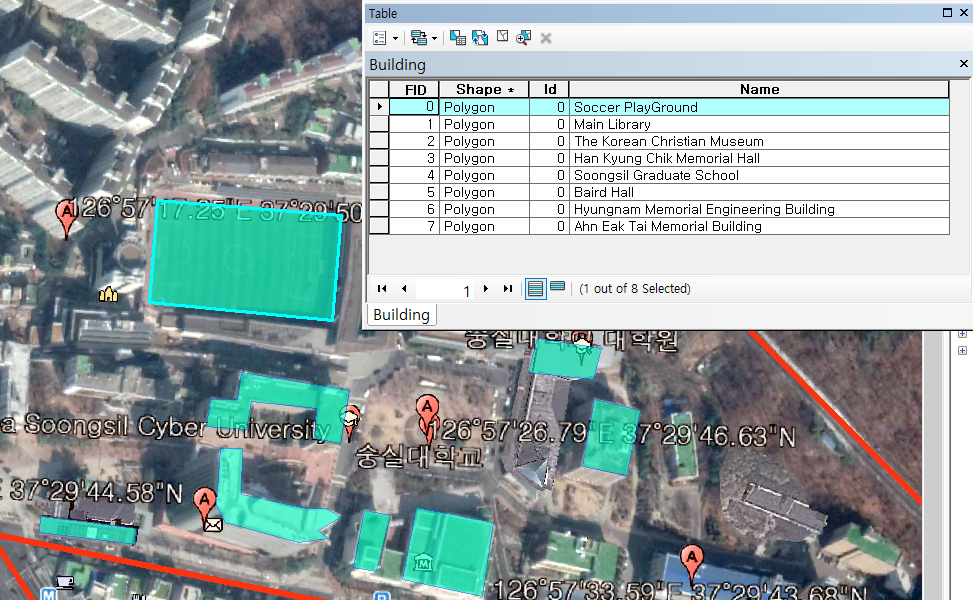 Table
Building
FID Shape * Id Name
0 Polygon 0 Soccer PlayGround
1 Polygon 0 Main Library
2 Polygon 0 The Korean Christian Museum
3 Polygon 0 Han Kyung Chik Memorial Hall
4 Polygon 0 Soongsil Graduate School
5 Polygon 0 Baird Hall
6 Polygon 0 Hyungnam Memorial Engineering Building
7 Polygon 0 Ahn Eak Tai Memorial Building
1 (1 out of 8 Selected)
Building
A 126°57'17.25"E 37°29'50
숭실대학교 대학원
A
a Soongsil Cyber University
126°57'26.79"E 37°29'46.63"N
숭실대학교
37°29'44.58"N
A
A
126°57'33.59"E 37°29'43.68"N
M